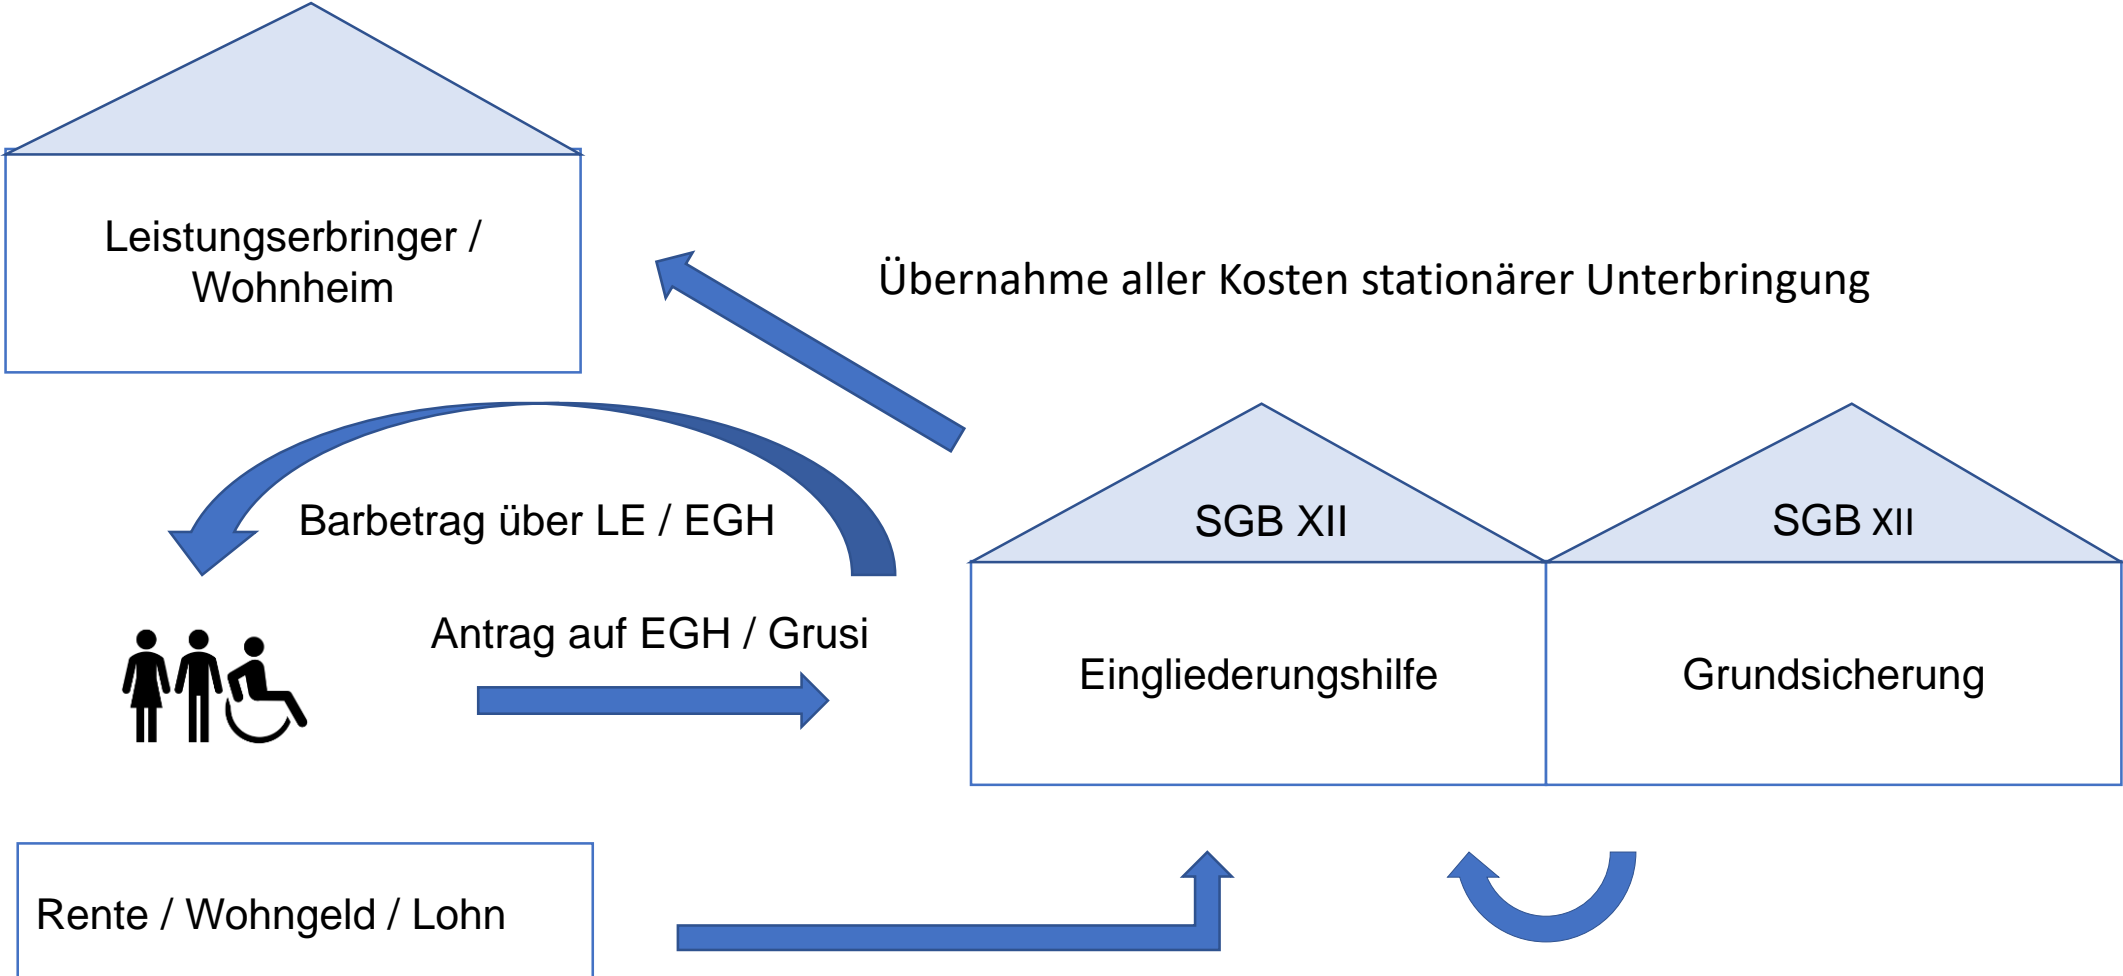 Leistungserbringer /
Wohnheim
Übernahme aller Kosten stationärer Unterbringung
Barbetrag über LE / EGH
SGB XII
SGB XII
Antrag auf EGH / Grusi
Eingliederungshilfe
Grundsicherung
Rente / Wohngeld / Lohn